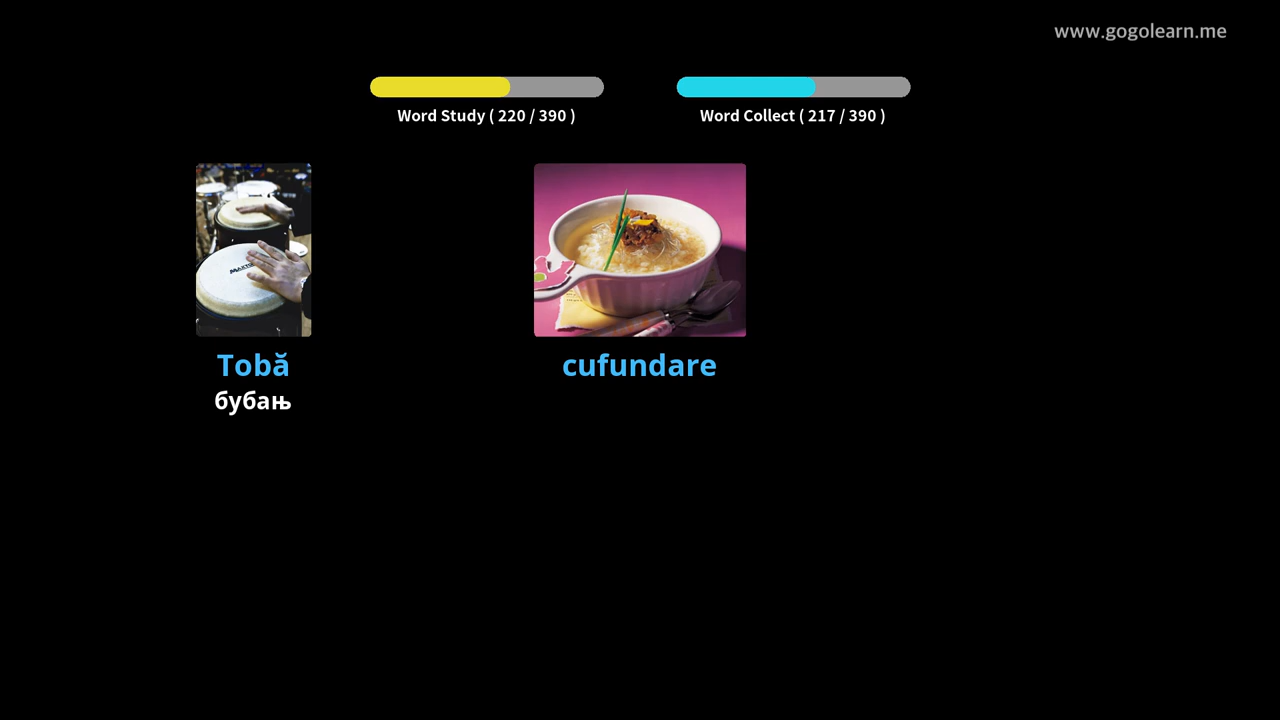 www.gogolearn.me
Word Study ( 220 / 390 )
Word Collect ( 217 / 390 )
Tobă
бубањ
cufundare